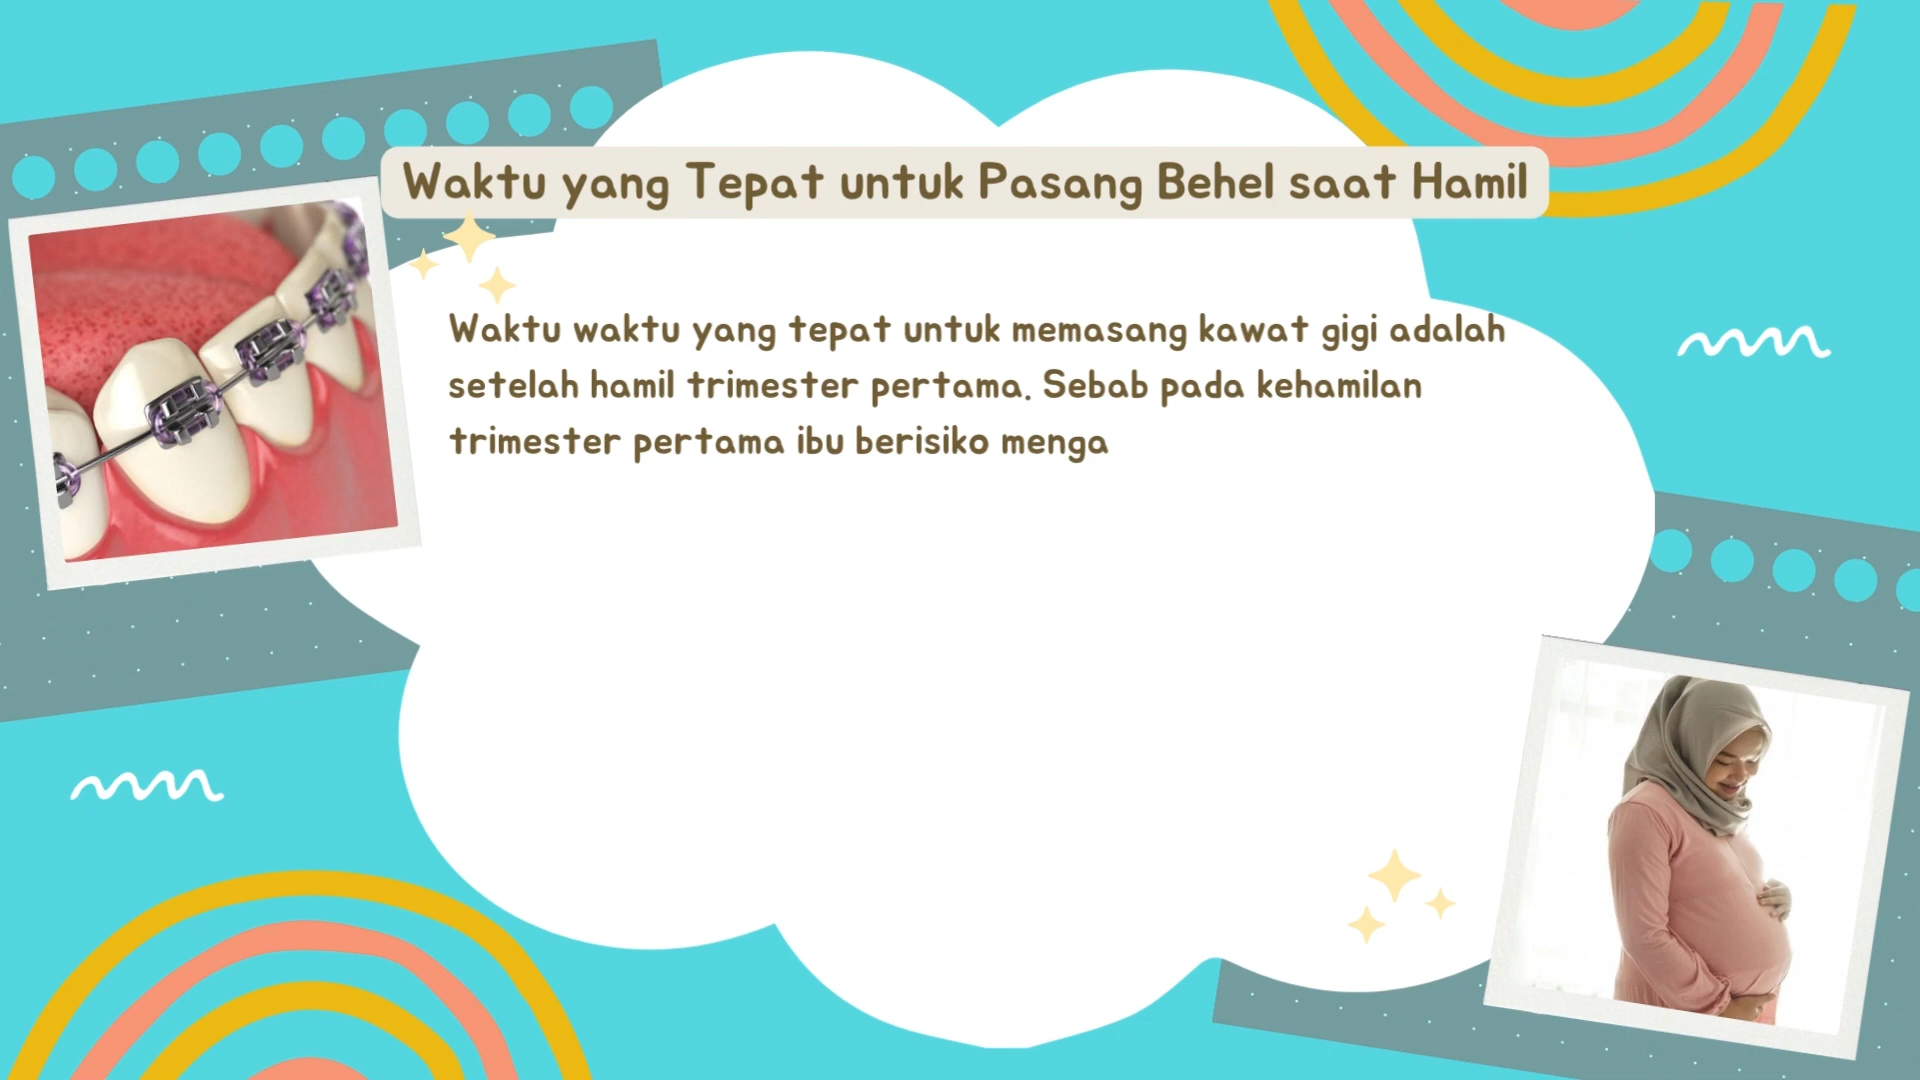 Waktu yang Tepat untuk Pasang Behel saat Hamil
Waktu waktu yang tepat untuk memasang kawat gigi adalah
setelah hamil trimester pertama. Sebab pada kehamilan
trimester pertama ibu berisiko menga